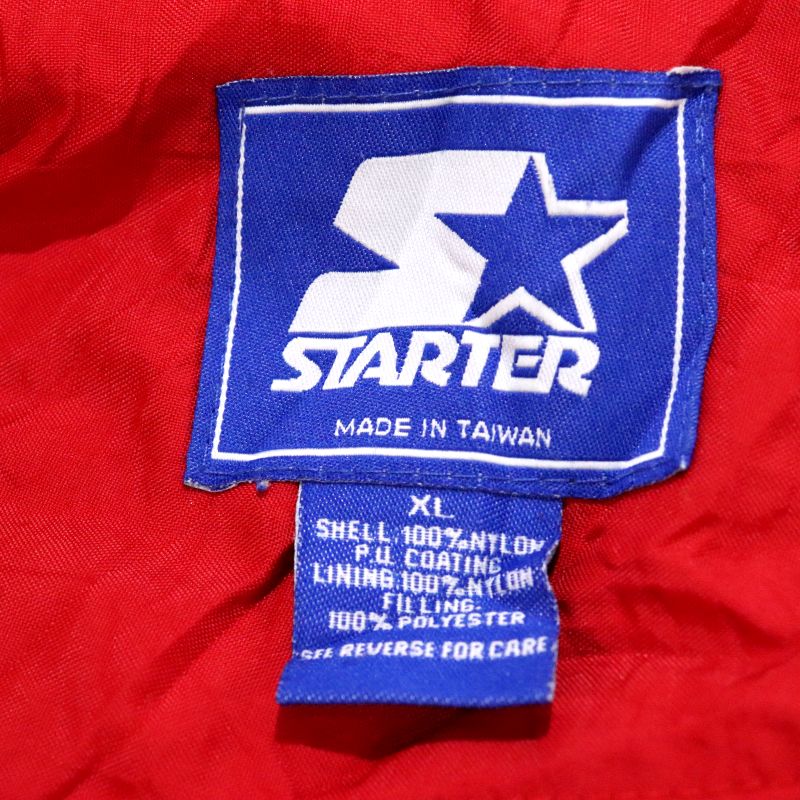 STARTER
MADE IN TAIWAN
XL
SHELL:100%NYLON
P.U. COATING
LINING:100%NYLON
FILLING:
100% POLYESTER
SEE REVERSE FOR CARE